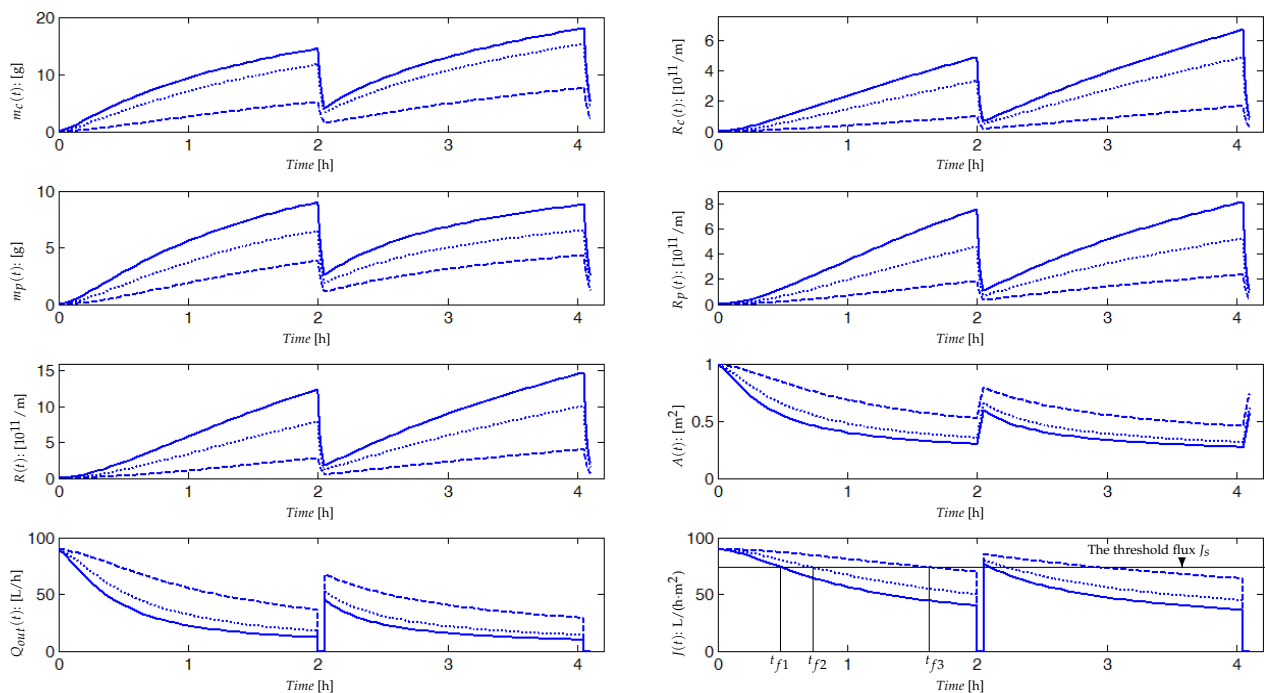 20
10
0
m_c(t): [g]
0 1 2 3 4
Time [h]
6
4
2
0
R_c(t): [10^11/m]
0 1 2 3 4
Time [h]
10
5
0
m_p(t): [g]
0 1 2 3 4
Time [h]
8
6
4
2
0
R_p(t): [10^11/m]
0 1 2 3 4
Time [h]
15
10
5
0
R(t): [10^11/m]
0 1 2 3 4
Time [h]
1
0.5
0
A(t): [m^2]
0 1 2 3 4
Time [h]
100
50
0
Q_out(t): [L/h]
0 1 2 3 4
Time [h]
100
50
0
J(t): L/(h·m^2)
The threshold flux J_S
0 t_f1 t_f2 1 t_f3 2 3 4
Time [h]